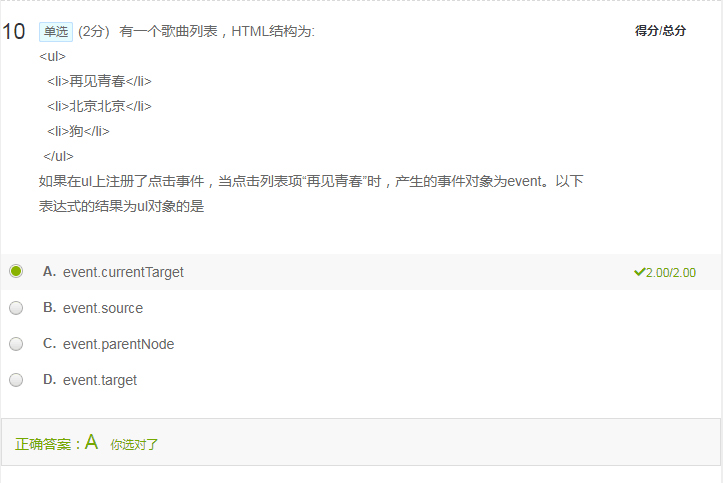 10 单选 (2分) 有一个歌曲列表，HTML结构为: 得分/总分
<ul>
<li>再见青春</li>
<li>北京北京</li>
<li>狗</li>
</ul>
如果在ul上注册了点击事件，当点击列表项“再见青春”时，产生的事件对象为event。以下
表达式的结果为ul对象的是
A. event.currentTarget ✔2.00/2.00
B. event.source
C. event.parentNode
D. event.target
正确答案：A 你选对了